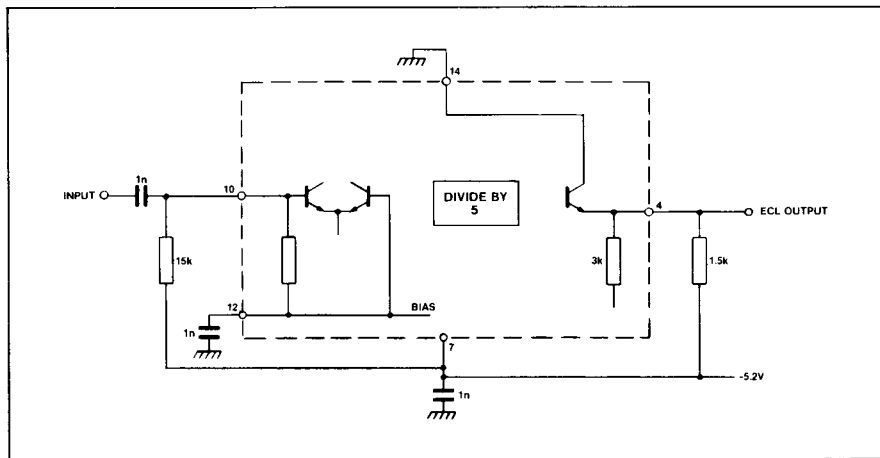 14
1n
INPUT
10
DIVIDE BY
5
4
ECL OUTPUT
15k
3k
1.5k
12
BIAS
1n
7
-5.2V
1n